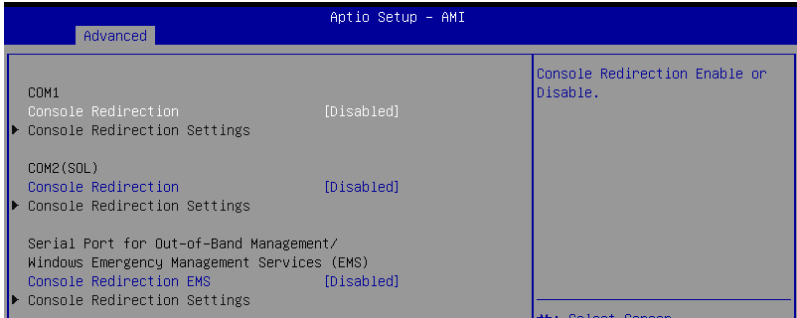 Aptio Setup – AMI
Advanced
COM1
Console Redirection [Disabled]
Console Redirection Settings
COM2(SOL)
Console Redirection [Disabled]
Console Redirection Settings
Serial Port for Out-of-Band Management/
Windows Emergency Management Services (EMS)
Console Redirection EMS [Disabled]
Console Redirection Settings
Console Redirection Enable or
Disable.